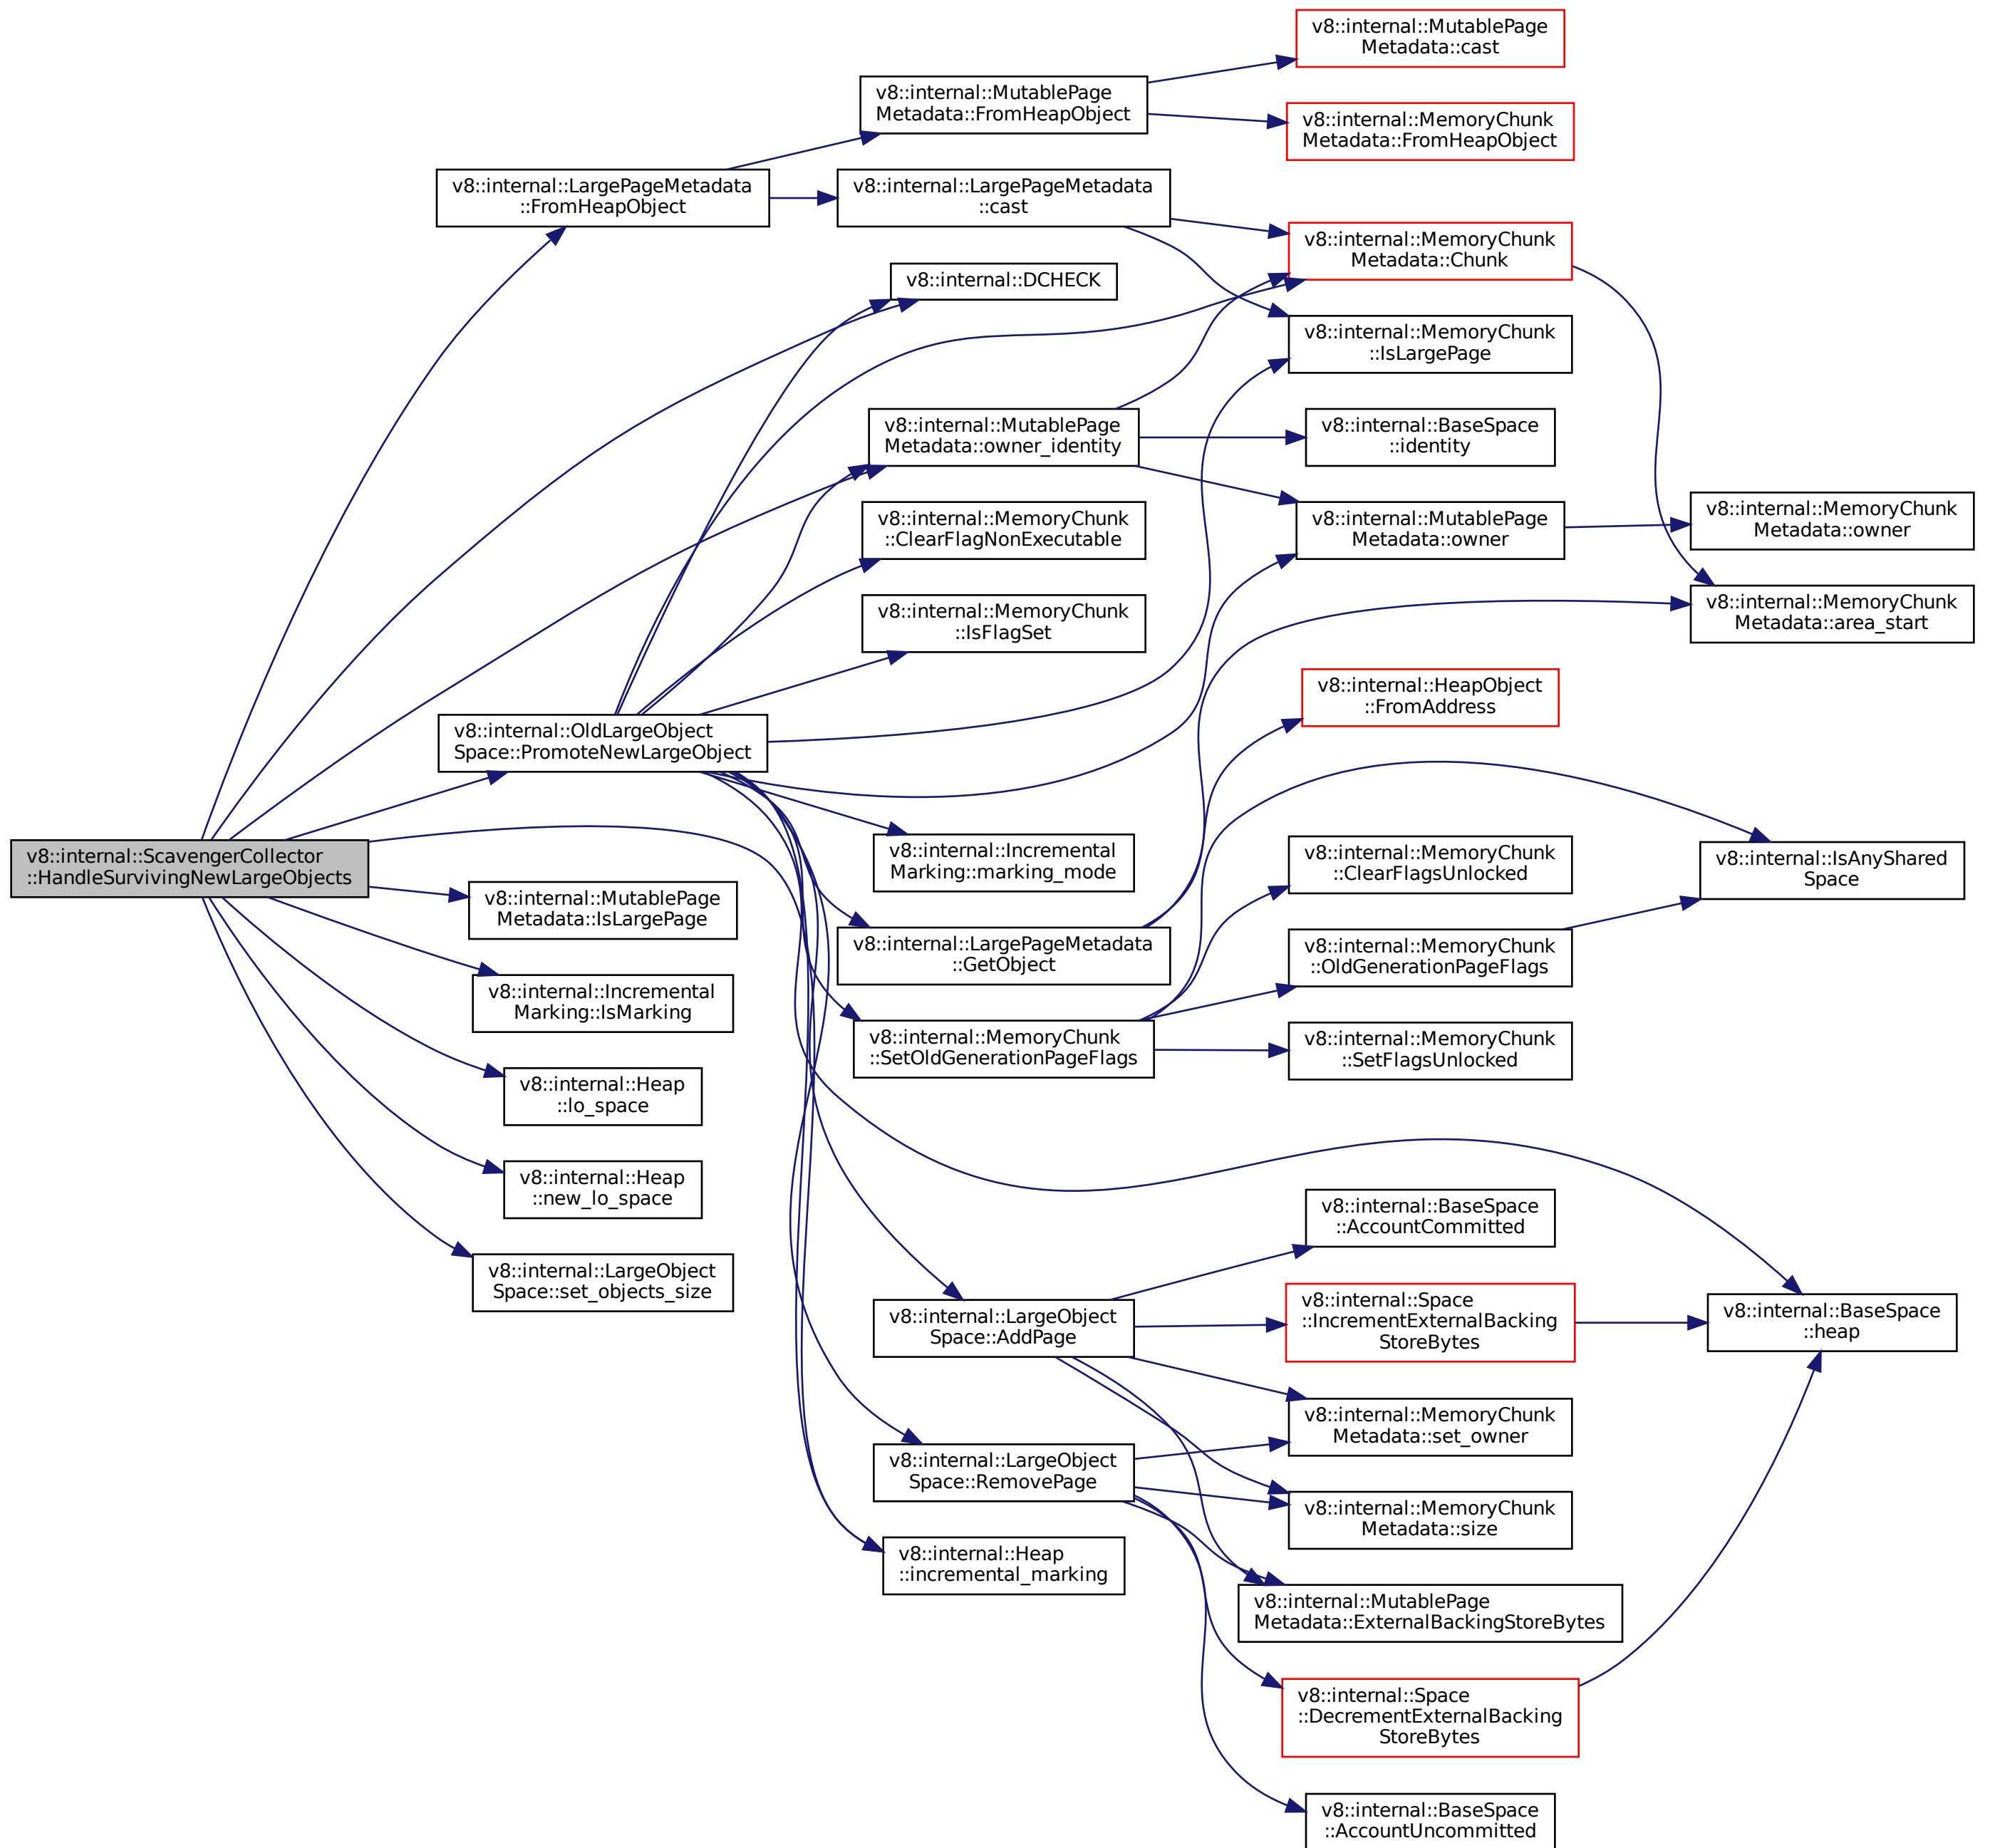 v8::internal::MutablePage
Metadata::cast
v8::internal::MutablePage
Metadata::FromHeapObject
v8::internal::MemoryChunk
Metadata::FromHeapObject
v8::internal::LargePageMetadata
::FromHeapObject
v8::internal::LargePageMetadata
::cast
v8::internal::MemoryChunk
Metadata::Chunk
v8::internal::DCHECK
v8::internal::MemoryChunk
::IsLargePage
v8::internal::MutablePage
Metadata::owner_identity
v8::internal::BaseSpace
::identity
v8::internal::MemoryChunk
::ClearFlagNonExecutable
v8::internal::MutablePage
Metadata::owner
v8::internal::MemoryChunk
Metadata::owner
v8::internal::MemoryChunk
::IsFlagSet
v8::internal::MemoryChunk
Metadata::area_start
v8::internal::HeapObject
::FromAddress
v8::internal::OldLargeObject
Space::PromoteNewLargeObject
v8::internal::Incremental
Marking::marking_mode
v8::internal::MemoryChunk
::ClearFlagsUnlocked
v8::internal::IsAnyShared
Space
v8::internal::ScavengerCollector
::HandleSurvivingNewLargeObjects
v8::internal::MutablePage
Metadata::IsLargePage
v8::internal::LargePageMetadata
::GetObject
v8::internal::MemoryChunk
::OldGenerationPageFlags
v8::internal::Incremental
Marking::IsMarking
v8::internal::MemoryChunk
::SetOldGenerationPageFlags
v8::internal::MemoryChunk
::SetFlagsUnlocked
v8::internal::Heap
::lo_space
v8::internal::Heap
::new_lo_space
v8::internal::BaseSpace
::AccountCommitted
v8::internal::LargeObject
Space::set_objects_size
v8::internal::LargeObject
Space::AddPage
v8::internal::Space
::IncrementExternalBacking
StoreBytes
v8::internal::BaseSpace
::heap
v8::internal::MemoryChunk
Metadata::set_owner
v8::internal::LargeObject
Space::RemovePage
v8::internal::MemoryChunk
Metadata::size
v8::internal::Heap
::incremental_marking
v8::internal::MutablePage
Metadata::ExternalBackingStoreBytes
v8::internal::Space
::DecrementExternalBacking
StoreBytes
v8::internal::BaseSpace
::AccountUncommitted